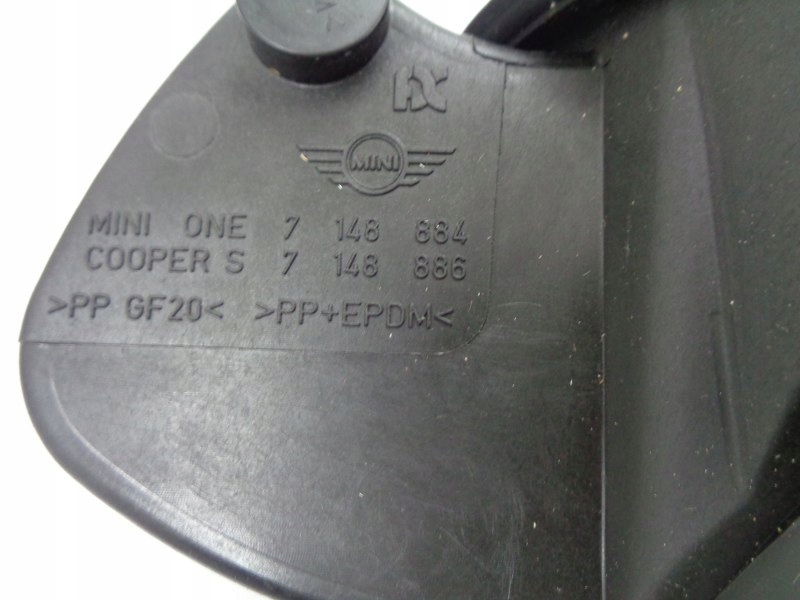 MINI
MINI ONE 7 148 884
COOPER S 7 148 886
>PP GF20< >PP+EPDM<